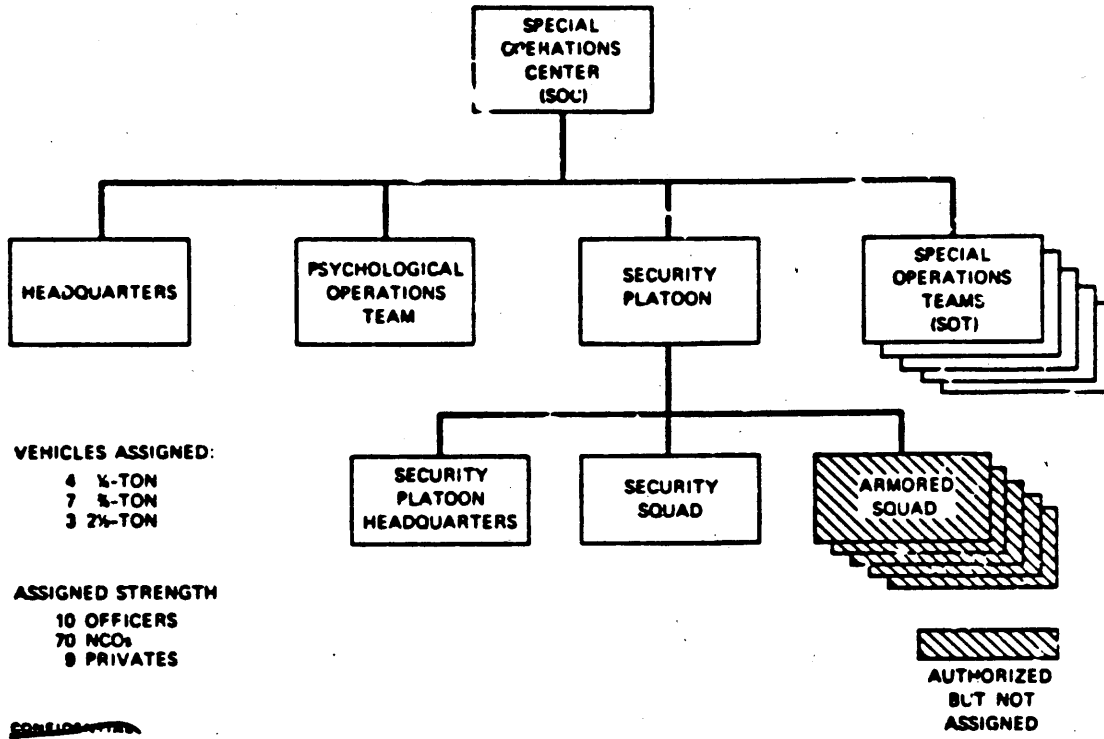 SPECIAL
OPERATIONS
CENTER
(SOC)
HEADQUARTERS
PSYCHOLOGICAL
OPERATIONS
TEAM
SECURITY
PLATOON
SPECIAL
OPERATIONS
TEAMS
(SOT)
VEHICLES ASSIGNED:
4 ¼-TON
7 ¾-TON
3 2½-TON
SECURITY
PLATOON
HEADQUARTERS
SECURITY
SQUAD
ARMORED
SQUAD
ASSIGNED STRENGTH
10 OFFICERS
70 NCOs
9 PRIVATES
AUTHORIZED
BUT NOT
ASSIGNED
CONFIDENTIAL